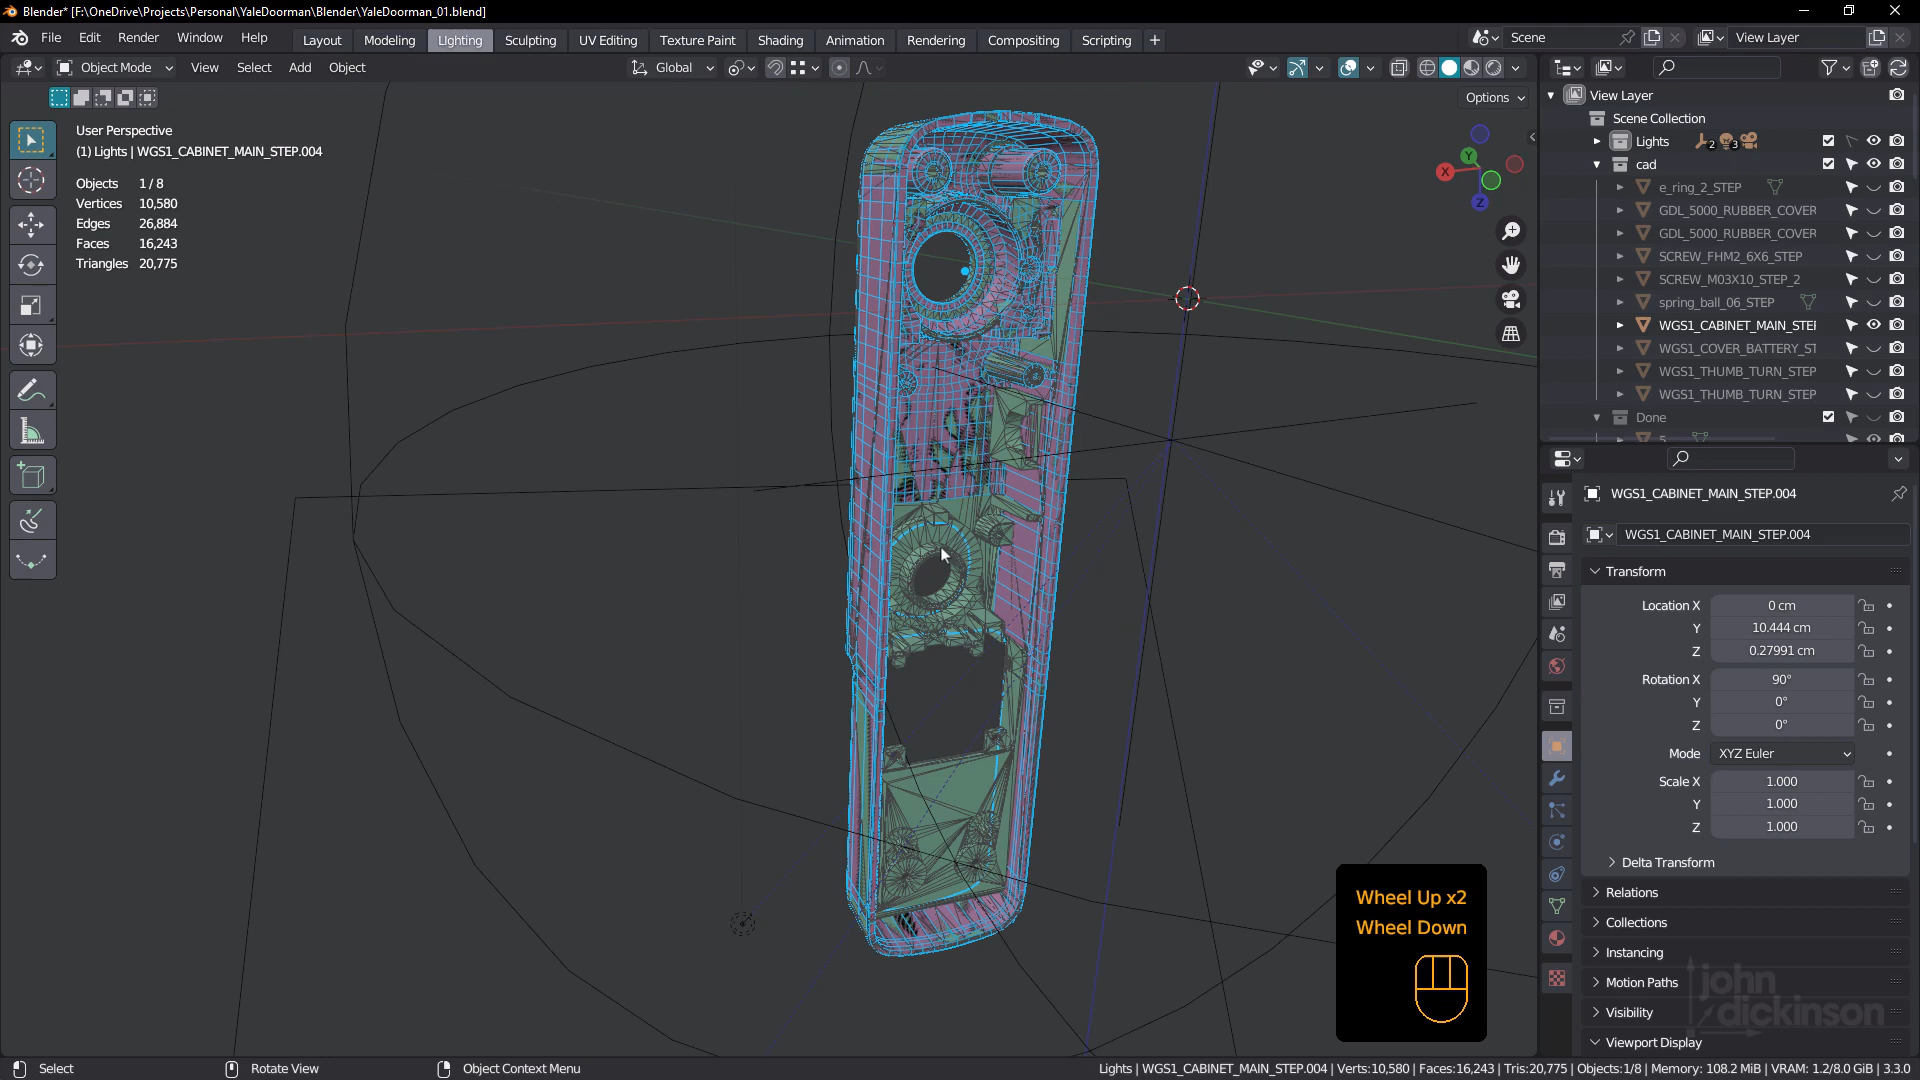 Blender* [F:\OneDrive\Projects\Personal\YaleDoorman\Blender\YaleDoorman_01.blend]
File Edit Render Window Help Layout Modeling Lighting Sculpting UV Editing Texture Paint Shading Animation Rendering Compositing Scripting + Scene View Layer
Object Mode View Select Add Object Global
Options
User Perspective
(1) Lights | WGS1_CABINET_MAIN_STEP.004
Objects 1 / 8
Vertices 10,580
Edges 26,884
Faces 16,243
Triangles 20,775
X
Y
Z
View Layer
Scene Collection
Lights 2 3
cad
e_ring_2_STEP
GDL_5000_RUBBER_COVER
GDL_5000_RUBBER_COVER
SCREW_FHM2_6X6_STEP
SCREW_M03X10_STEP_2
spring_ball_06_STEP
WGS1_CABINET_MAIN_STEP
WGS1_COVER_BATTERY_ST
WGS1_THUMB_TURN_STEP
WGS1_THUMB_TURN_STEP
Done
WGS1_CABINET_MAIN_STEP.004
WGS1_CABINET_MAIN_STEP.004
Transform
Location X 0 cm
Y 10.444 cm
Z 0.27991 cm
Rotation X 90°
Y 0°
Z 0°
Mode XYZ Euler
Scale X 1.000
Y 1.000
Z 1.000
Delta Transform
Relations
Collections
Instancing
Motion Paths
Visibility
Viewport Display
Wheel Up x2
Wheel Down
john
dickinson
Select Rotate View Object Context Menu Lights | WGS1_CABINET_MAIN_STEP.004 | Verts:10,580 | Faces:16,243 | Tris:20,775 | Objects:1/8 | Memory: 108.2 MiB | VRAM: 1.2/8.0 GiB | 3.3.0